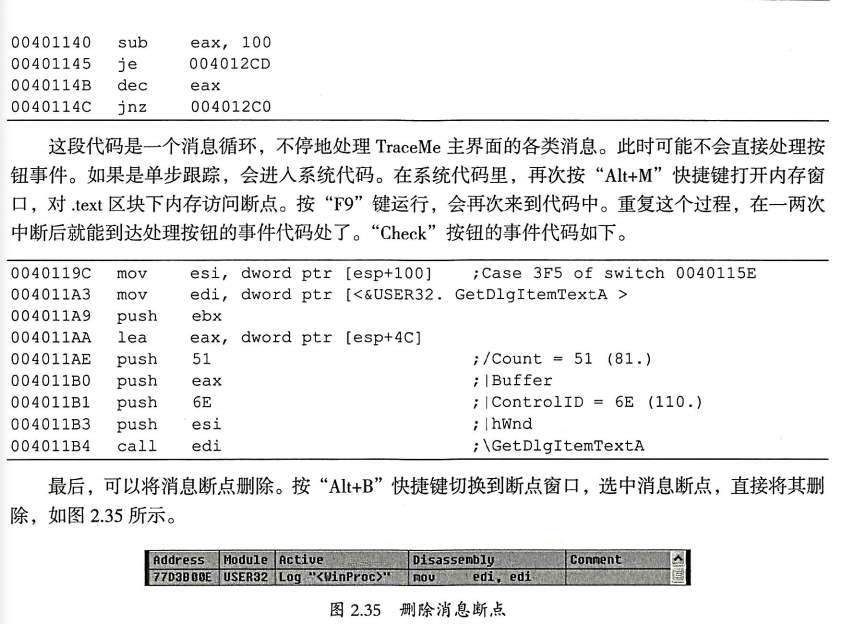 00401140 sub eax, 100
00401145 je 004012CD
0040114B dec eax
0040114C jnz 004012C0
这段代码是一个消息循环，不停地处理 TraceMe 主界面的各类消息。此时可能不会直接处理按
钮事件。如果是单步跟踪，会进入系统代码。在系统代码里，再次按“Alt+M”快捷键打开内存窗
口，对 .text 区块下内存访问断点。按“F9”键运行，会再次来到代码中。重复这个过程，在一两次
中断后就能到达处理按钮的事件代码处了。“Check”按钮的事件代码如下。
0040119C mov esi, dword ptr [esp+100] ;Case 3F5 of switch 0040115E
004011A3 mov edi, dword ptr [<&USER32. GetDlgItemTextA >
004011A9 push ebx
004011AA lea eax, dword ptr [esp+4C]
004011AE push 51 ;/Count = 51 (81.)
004011B0 push eax ;|Buffer
004011B1 push 6E ;|ControlID = 6E (110.)
004011B3 push esi ;|hWnd
004011B4 call edi ;\GetDlgItemTextA
最后，可以将消息断点删除。按“Alt+B”快捷键切换到断点窗口，选中消息断点，直接将其删
除，如图 2.35 所示。
Address Module Active Disassembly Comment
77D3B00E USER32 Log "<WinProc>" mov edi, edi
图 2.35 删除消息断点